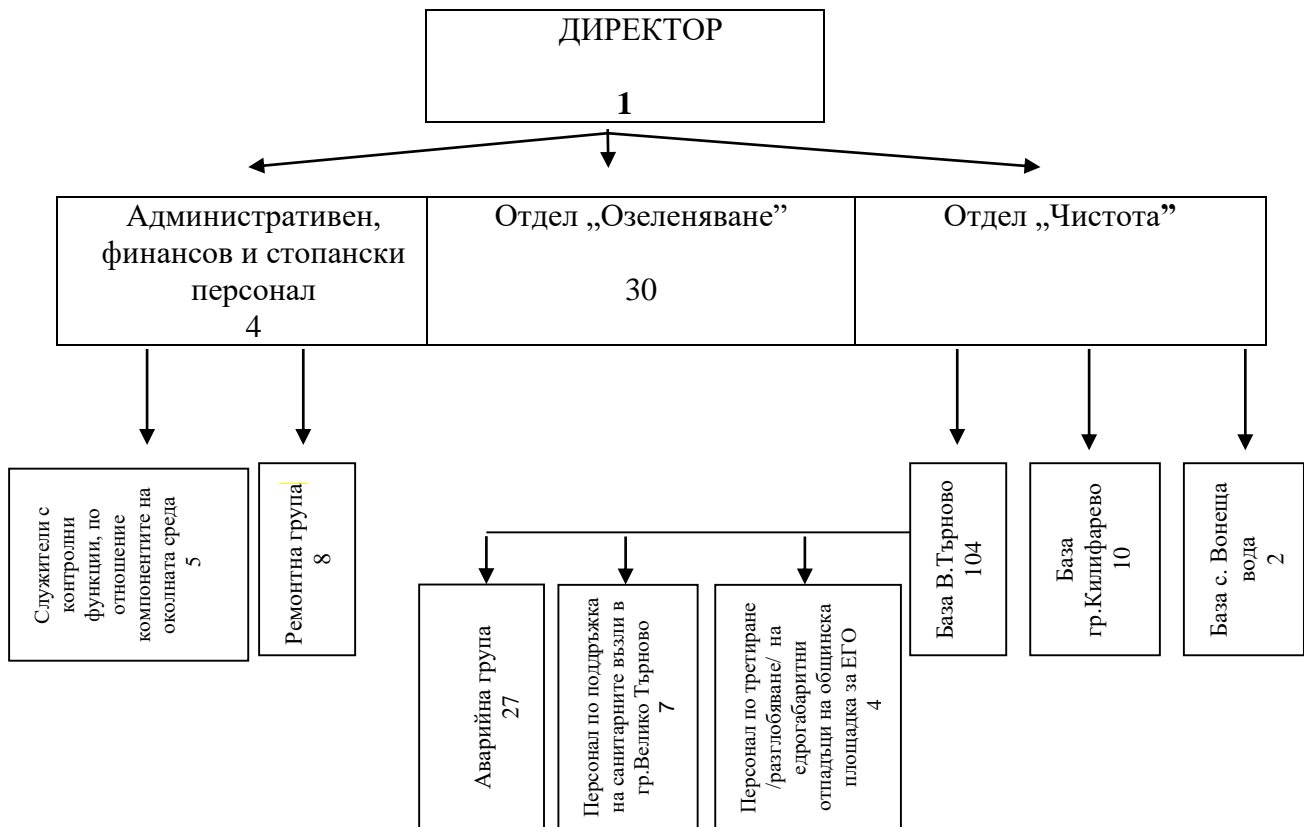 ДИРЕКТОР
1
Административен,
финансов и стопански
персонал
4
Отдел „Озеленяване”
30
Отдел „Чистота”
Служители с
контролни
функции, по
отношение
компонентите на
околната среда
5
Ремонтна група
8
База В.Търново
104
База
гр.Килифарево
10
База с. Вонеща
вода
2
Аварийна група
27
Персонал по поддръжка
на санитарните възли в
гр.Велико Търново
7
Персонал по третиране
/разглобяване/ на
едрогабаритни
отпадъци на общинска
площадка за ЕГО
4